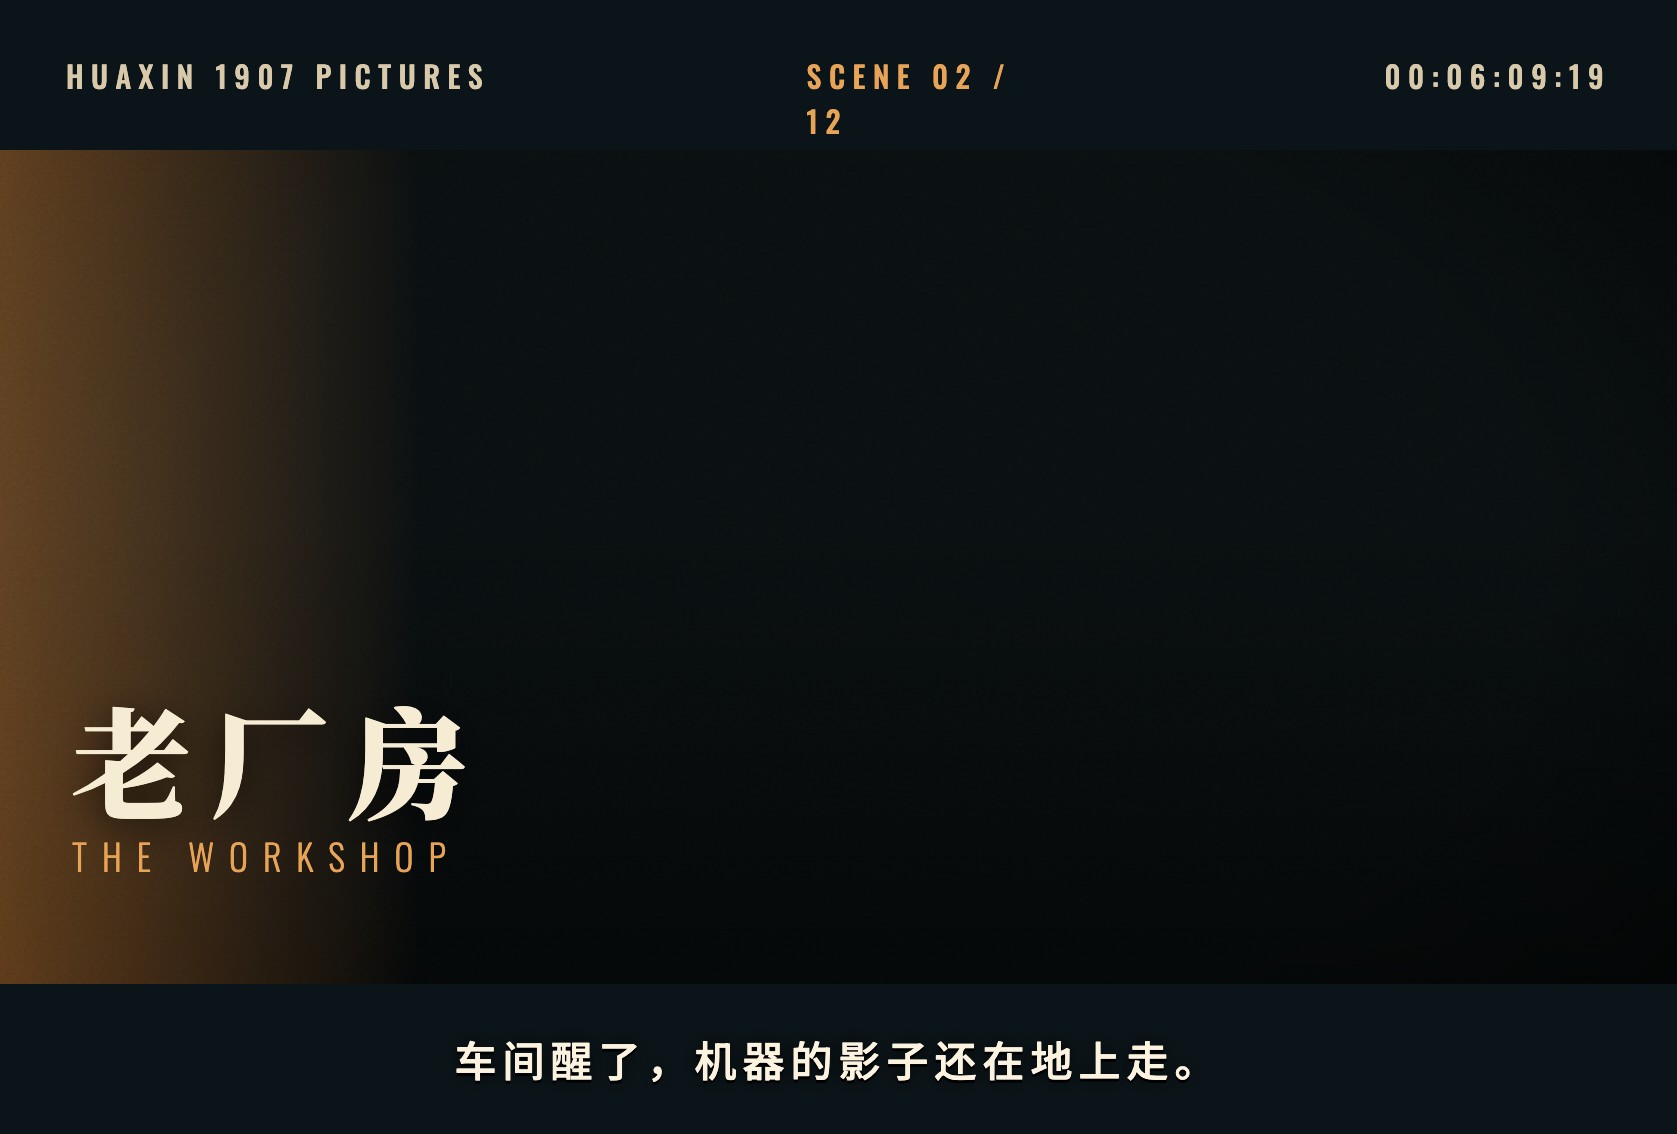 HUAXIN 1907 PICTURES
SCENE 02 /
12
00:06:09:19
老厂房
THE WORKSHOP
车间醒了，机器的影子还在地上走。